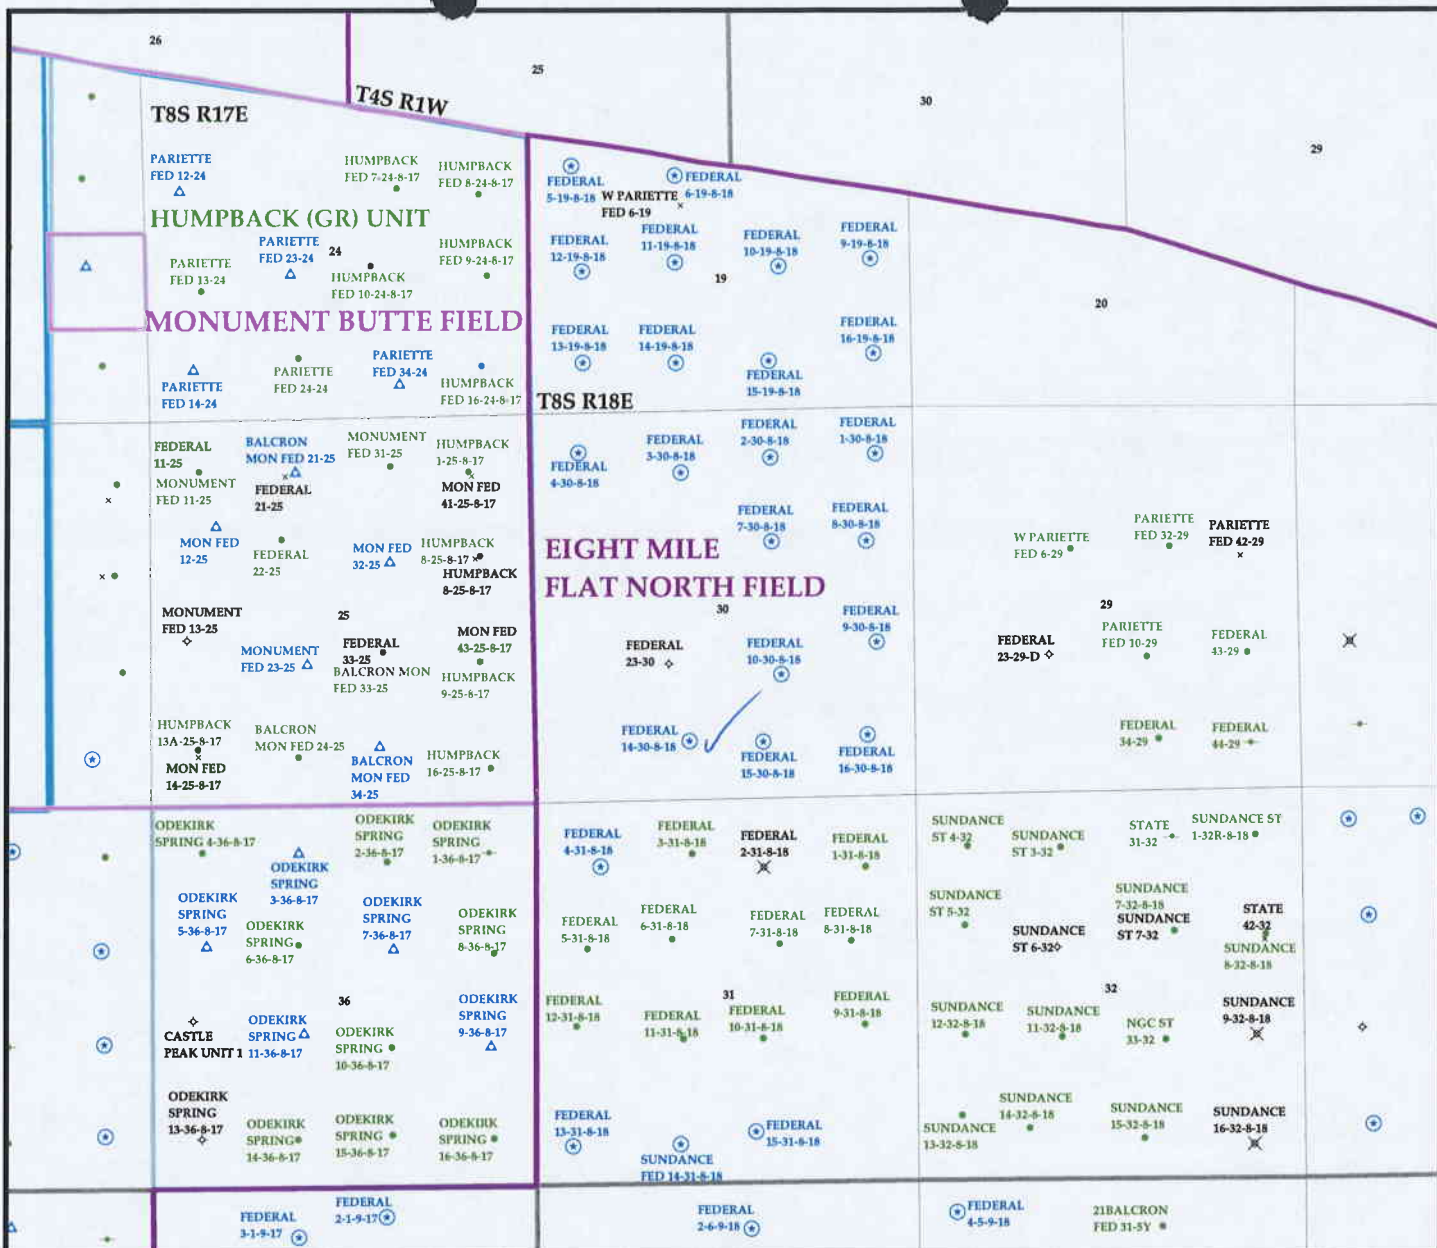 26
25
30
29
T4S R1W
T8S R17E
PARIETTE
FED 12-24
HUMPBACK
FED 7-24-8-17
HUMPBACK
FED 8-24-8-17
HUMPBACK (GR) UNIT
PARIETTE
FED 23-24
24
HUMPBACK
FED 9-24-8-17
PARIETTE
FED 13-24
HUMPBACK
FED 10-24-8-17
MONUMENT BUTTE FIELD
PARIETTE
FED 14-24
PARIETTE
FED 24-24
PARIETTE
FED 34-24
HUMPBACK
FED 16-24-8-17
FEDERAL
5-19-8-18
W PARIETTE
FED 6-19
FEDERAL
6-19-8-18
FEDERAL
12-19-8-18
FEDERAL
11-19-8-18
FEDERAL
10-19-8-18
FEDERAL
9-19-8-18
19
20
FEDERAL
13-19-8-18
FEDERAL
14-19-8-18
FEDERAL
15-19-8-18
FEDERAL
16-19-8-18
T8S R18E
FEDERAL
11-25
MONUMENT
FED 11-25
BALCRON
MON FED 21-25
FEDERAL
21-25
MONUMENT
FED 31-25
HUMPBACK
1-25-8-17
MON FED
41-25-8-17
MON FED
12-25
FEDERAL
22-25
MON FED
32-25
HUMPBACK
8-25-8-17
HUMPBACK
8-25-8-17
MONUMENT
FED 13-25
25
MONUMENT
FED 23-25
FEDERAL
33-25
BALCRON MON
FED 33-25
MON FED
43-25-8-17
HUMPBACK
9-25-8-17
HUMPBACK
13A-25-8-17
MON FED
14-25-8-17
BALCRON
MON FED 24-25
BALCRON
MON FED
34-25
HUMPBACK
16-25-8-17
FEDERAL
4-30-8-18
FEDERAL
3-30-8-18
FEDERAL
2-30-8-18
FEDERAL
1-30-8-18
FEDERAL
7-30-8-18
FEDERAL
8-30-8-18
EIGHT MILE
FLAT NORTH FIELD
30
FEDERAL
23-30
FEDERAL
10-30-8-18
FEDERAL
9-30-8-18
FEDERAL
14-30-8-18
FEDERAL
15-30-8-18
FEDERAL
16-30-8-18
W PARIETTE
FED 6-29
PARIETTE
FED 32-29
PARIETTE
FED 42-29
29
FEDERAL
23-29-D
PARIETTE
FED 10-29
FEDERAL
43-29
FEDERAL
34-29
FEDERAL
44-29
ODEKIRK
SPRING 4-36-8-17
ODEKIRK
SPRING
3-36-8-17
ODEKIRK
SPRING
2-36-8-17
ODEKIRK
SPRING
1-36-8-17
ODEKIRK
SPRING
5-36-8-17
ODEKIRK
SPRING
6-36-8-17
ODEKIRK
SPRING
7-36-8-17
ODEKIRK
SPRING
8-36-8-17
36
CASTLE
PEAK UNIT 1
ODEKIRK
SPRING
11-36-8-17
ODEKIRK
SPRING
10-36-8-17
ODEKIRK
SPRING
9-36-8-17
ODEKIRK
SPRING
13-36-8-17
ODEKIRK
SPRING
14-36-8-17
ODEKIRK
SPRING
15-36-8-17
ODEKIRK
SPRING
16-36-8-17
FEDERAL
4-31-8-18
FEDERAL
3-31-8-18
FEDERAL
2-31-8-18
FEDERAL
1-31-8-18
FEDERAL
5-31-8-18
FEDERAL
6-31-8-18
FEDERAL
7-31-8-18
FEDERAL
8-31-8-18
31
FEDERAL
12-31-8-18
FEDERAL
11-31-8-18
FEDERAL
10-31-8-18
FEDERAL
9-31-8-18
FEDERAL
13-31-8-18
SUNDANCE
FED 14-31-8-18
FEDERAL
15-31-8-18
SUNDANCE
ST 4-32
SUNDANCE
ST 3-32
STATE
31-32
SUNDANCE ST
1-32R-8-18
SUNDANCE
ST 5-32
SUNDANCE
ST 6-32
SUNDANCE
7-32-8-18
SUNDANCE
ST 7-32
STATE
42-32
SUNDANCE
8-32-8-18
32
SUNDANCE
12-32-8-18
SUNDANCE
11-32-8-18
NGC ST
33-32
SUNDANCE
9-32-8-18
SUNDANCE
13-32-8-18
SUNDANCE
14-32-8-18
SUNDANCE
15-32-8-18
SUNDANCE
16-32-8-18
FEDERAL
3-1-9-17
FEDERAL
2-1-9-17
FEDERAL
2-6-9-18
FEDERAL
4-5-9-18
21BALCRON
FED 31-5Y